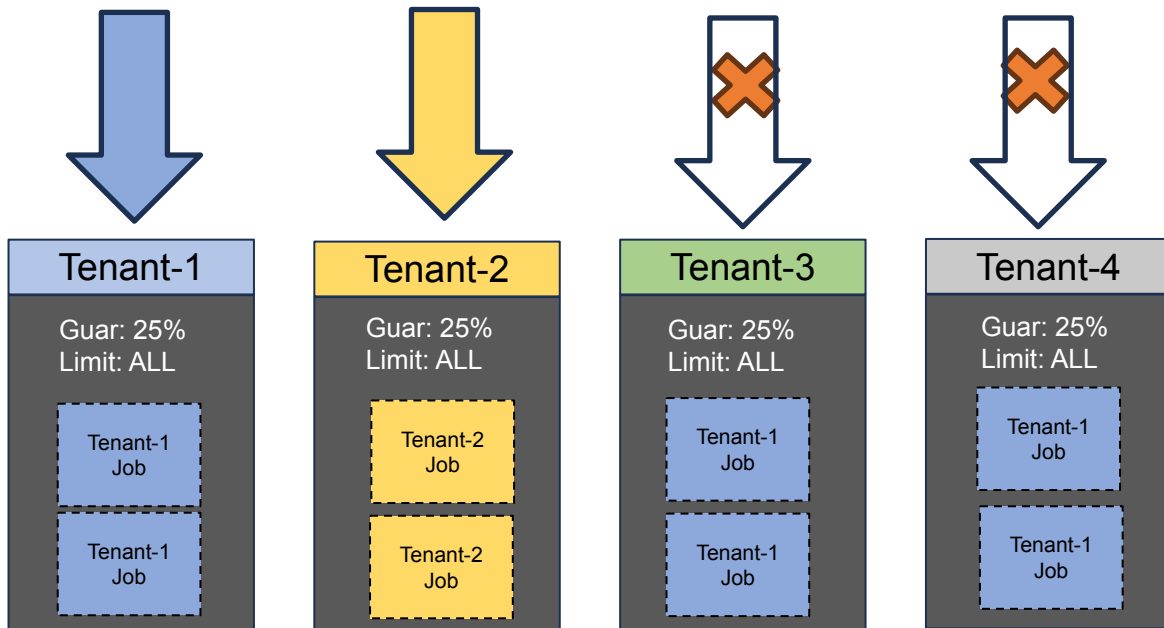 Tenant-1
Guar: 25%
Limit: ALL
Tenant-1
Job
Tenant-1
Job
Tenant-2
Guar: 25%
Limit: ALL
Tenant-2
Job
Tenant-2
Job
Tenant-3
Guar: 25%
Limit: ALL
Tenant-1
Job
Tenant-1
Job
Tenant-4
Guar: 25%
Limit: ALL
Tenant-1
Job
Tenant-1
Job